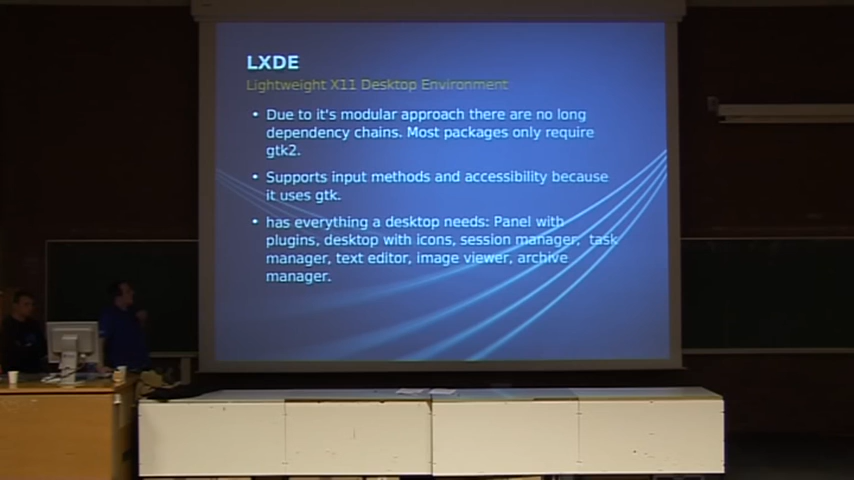 LXDE
Lightweight X11 Desktop Environment
• Due to it's modular approach there are no long
dependency chains. Most packages only require
gtk2.
• Supports input methods and accessibility because
it uses gtk.
• has everything a desktop needs: Panel with
plugins, desktop with icons, session manager, task
manager, text editor, image viewer, archive
manager.